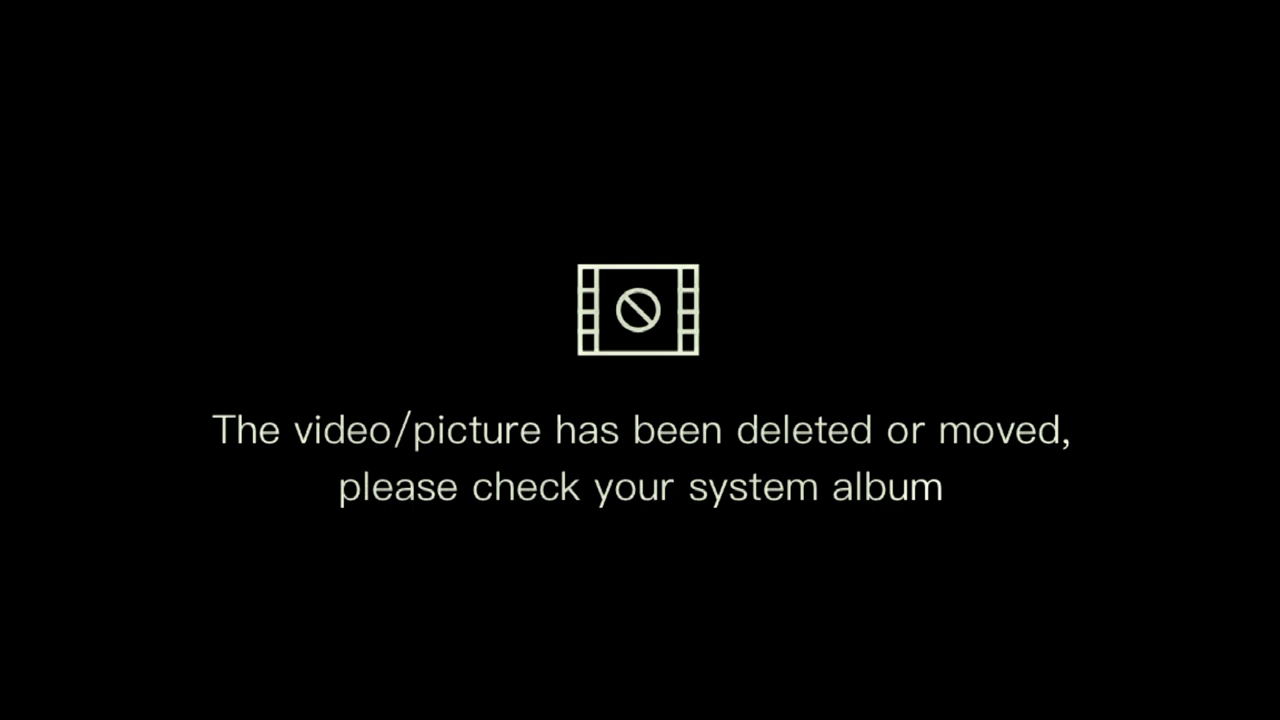 The video/picture has been deleted or moved,
please check your system album